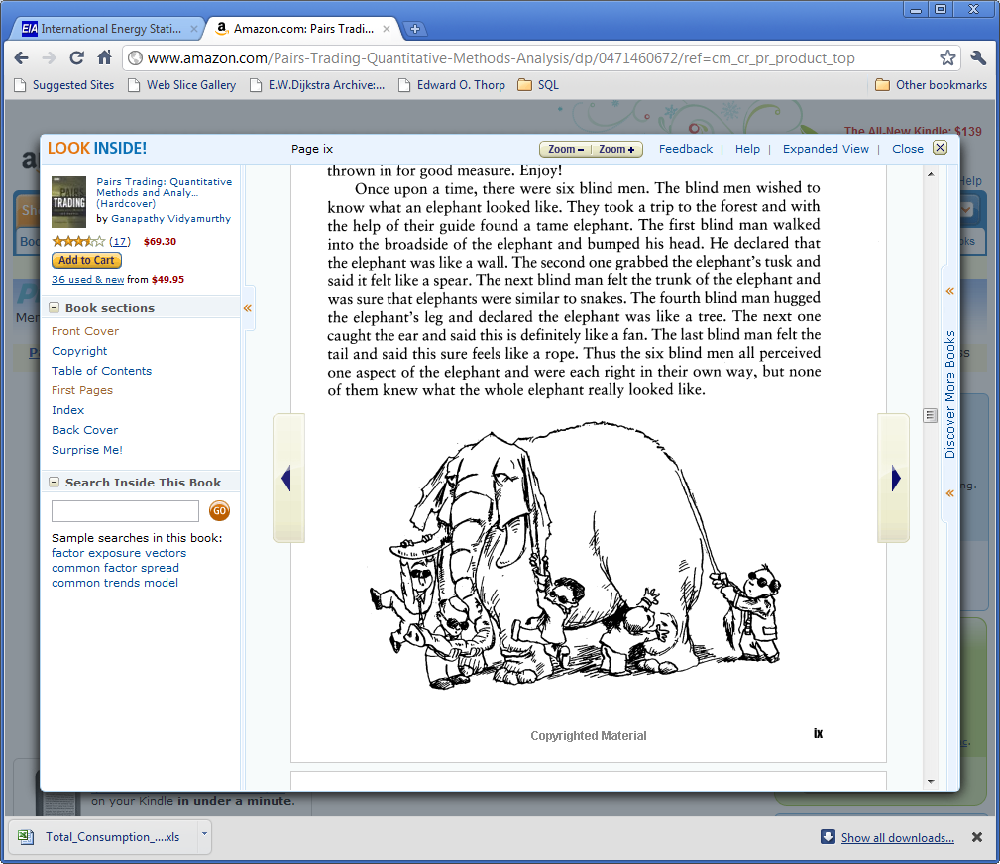 EIA International Energy Stati...
a Amazon.com: Pairs Tradi...
www.amazon.com/Pairs-Trading-Quantitative-Methods-Analysis/dp/0471460672/ref=cm_cr_pr_product_top
Suggested Sites Web Slice Gallery E.W.Dijkstra Archive:... Edward O. Thorp SQL Other bookmarks
The All-New Kindle: $139
LOOK INSIDE!
Page ix
Zoom – Zoom +
Feedback | Help | Expanded View | Close
Help
PAIRS
TRADING
Pairs Trading: Quantitative
Methods and Analy...
(Hardcover)
by Ganapathy Vidyamurthy
(17) $69.30
Add to Cart
36 used & new from $49.95
Book sections
Front Cover
Copyright
Table of Contents
First Pages
Index
Back Cover
Surprise Me!
Search Inside This Book
GO
Sample searches in this book:
factor exposure vectors
common factor spread
common trends model
thrown in for good measure. Enjoy!
Once upon a time, there were six blind men. The blind men wished to
know what an elephant looked like. They took a trip to the forest and with
the help of their guide found a tame elephant. The first blind man walked
into the broadside of the elephant and bumped his head. He declared that
the elephant was like a wall. The second one grabbed the elephant's tusk and
said it felt like a spear. The next blind man felt the trunk of the elephant and
was sure that elephants were similar to snakes. The fourth blind man hugged
the elephant's leg and declared the elephant was like a tree. The next one
caught the ear and said this is definitely like a fan. The last blind man felt the
tail and said this sure feels like a rope. Thus the six blind men all perceived
one aspect of the elephant and were each right in their own way, but none
of them knew what the whole elephant really looked like.
Copyrighted Material
ix
Discover More Books
on your Kindle in under a minute.
Total_Consumption_....xls
Show all downloads...